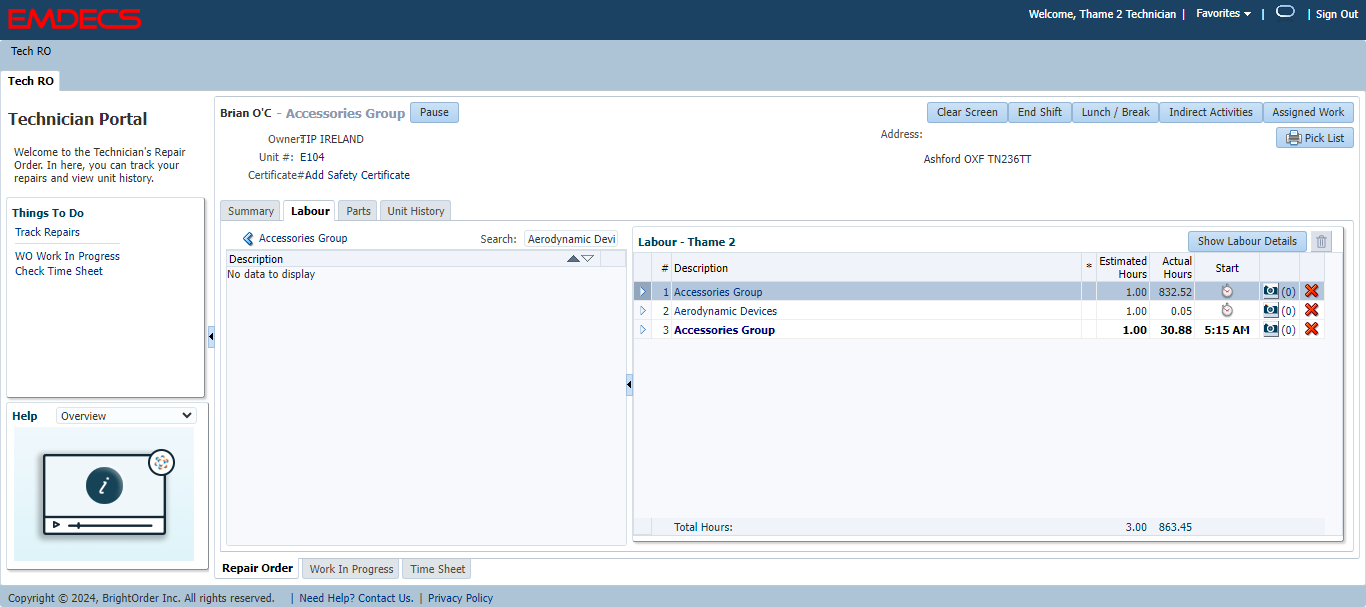 EMDECS
Welcome, Thame 2 Technician | Favorites | | Sign Out
Tech RO
Tech RO
Technician Portal
Welcome to the Technician's Repair
Order. In here, you can track your
repairs and view unit history.
Things To Do
Track Repairs
WO Work In Progress
Check Time Sheet
Help Overview
i
Brian O'C - Accessories Group Pause
Clear Screen End Shift Lunch / Break Indirect Activities Assigned Work
Pick List
Owner: TIP IRELAND
Unit #: E104
Certificate# Add Safety Certificate
Address:
Ashford OXF TN236TT
Summary Labour Parts Unit History
Accessories Group Search: Aerodynamic Devi
Description
No data to display
Labour - Thame 2 Show Labour Details
# Description * Estimated Hours Actual Hours Start
1 Accessories Group 1.00 832.52 (0)
2 Aerodynamic Devices 1.00 0.05 (0)
3 Accessories Group 1.00 30.88 5:15 AM (0)
Total Hours: 3.00 863.45
Repair Order Work In Progress Time Sheet
Copyright © 2024, BrightOrder Inc. All rights reserved. | Need Help? Contact Us. | Privacy Policy